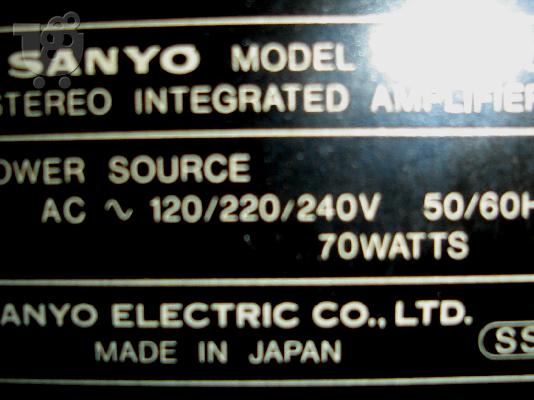 SANYO MODEL
STEREO INTEGRATED AMPLIFIER
POWER SOURCE
AC ~ 120/220/240V 50/60H
70WATTS
SANYO ELECTRIC CO., LTD.
MADE IN JAPAN
SS